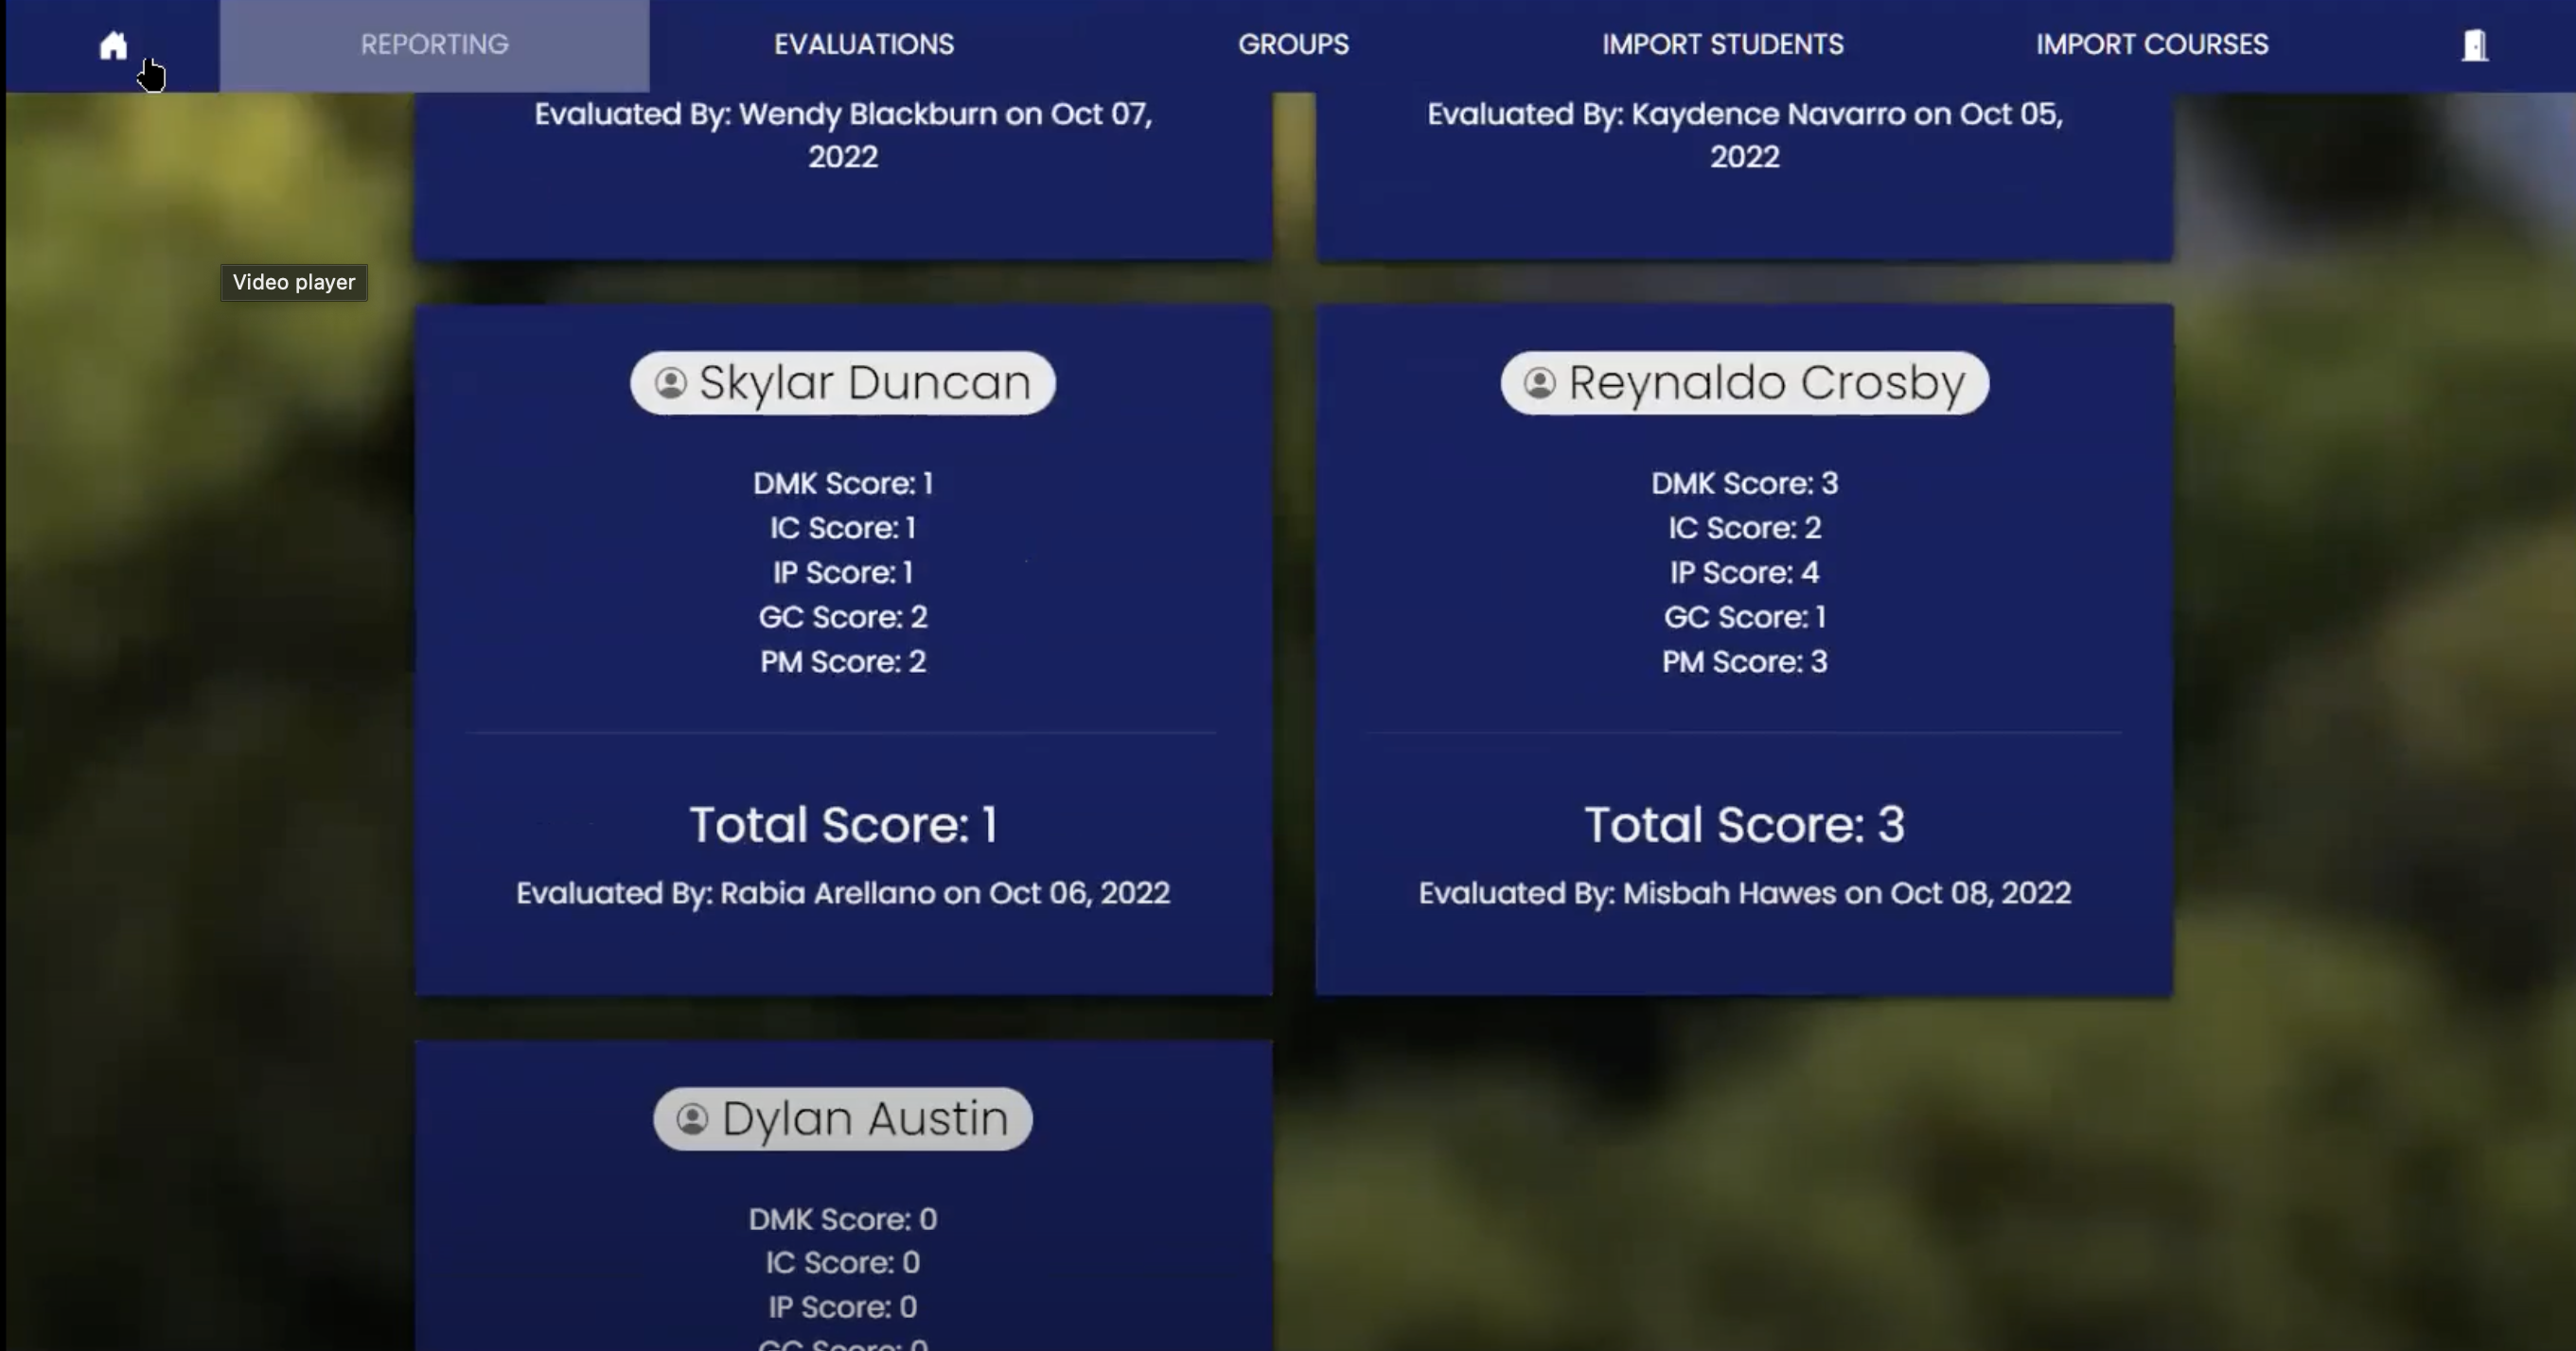 REPORTING
EVALUATIONS
GROUPS
IMPORT STUDENTS
IMPORT COURSES
Evaluated By: Wendy Blackburn on Oct 07,
2022
Evaluated By: Kaydence Navarro on Oct 05,
2022
Video player
Skylar Duncan
DMK Score: 1
IC Score: 1
IP Score: 1
GC Score: 2
PM Score: 2
Total Score: 1
Evaluated By: Rabia Arellano on Oct 06, 2022
Reynaldo Crosby
DMK Score: 3
IC Score: 2
IP Score: 4
GC Score: 1
PM Score: 3
Total Score: 3
Evaluated By: Misbah Hawes on Oct 08, 2022
Dylan Austin
DMK Score: 0
IC Score: 0
IP Score: 0
GC Score: 0